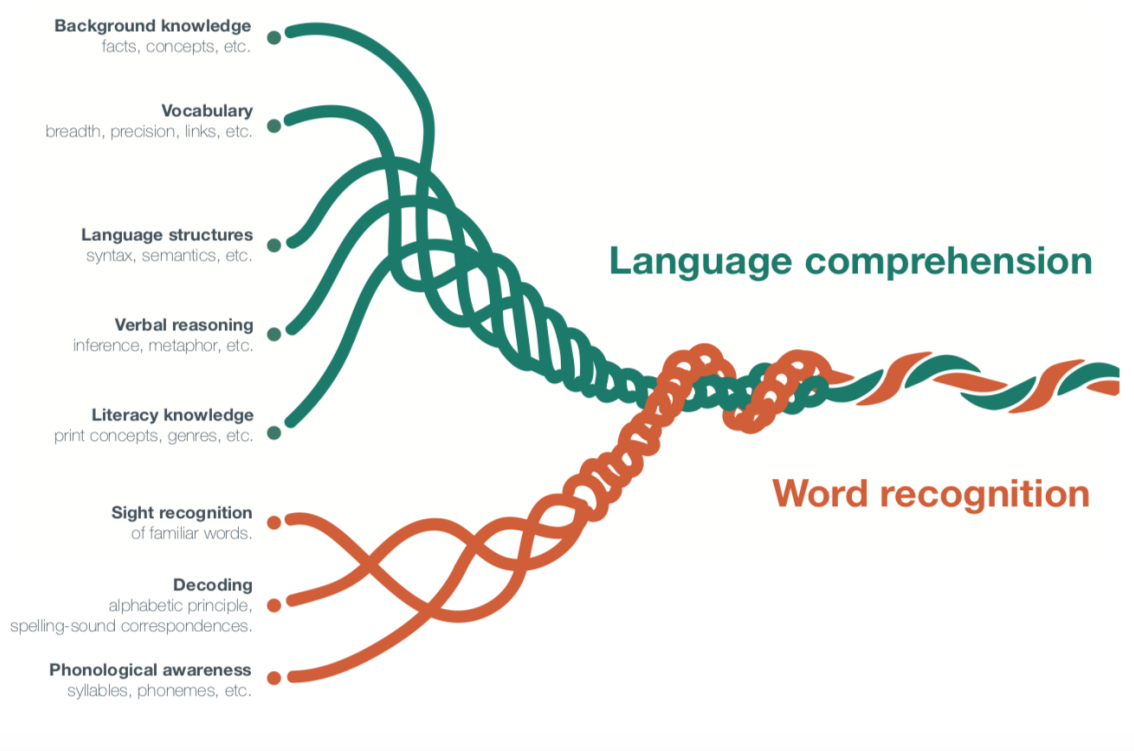 Background knowledge
facts, concepts, etc.
Vocabulary
breadth, precision, links, etc.
Language structures
syntax, semantics, etc.
Verbal reasoning
inference, metaphor, etc.
Literacy knowledge
print concepts, genres, etc.
Language comprehension
Sight recognition
of familiar words.
Decoding
alphabetic principle,
spelling-sound correspondences.
Phonological awareness
syllables, phonemes, etc.
Word recognition